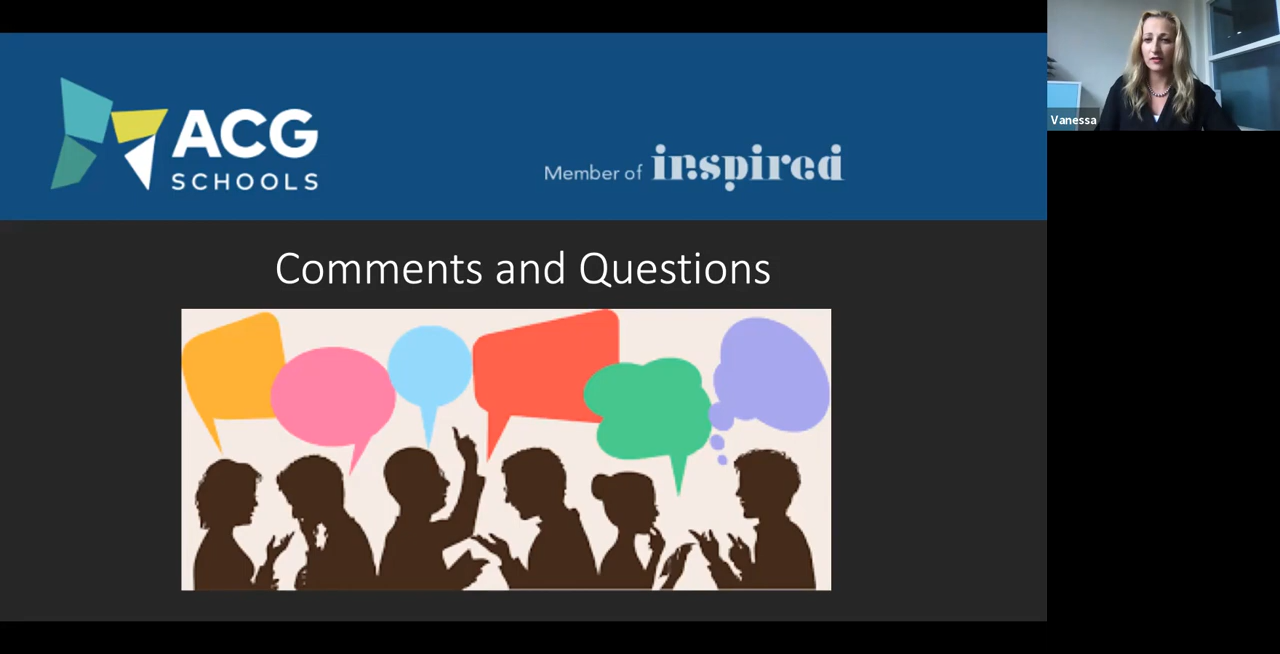 ACG
SCHOOLS
Member of inspired
Vanessa
Comments and Questions